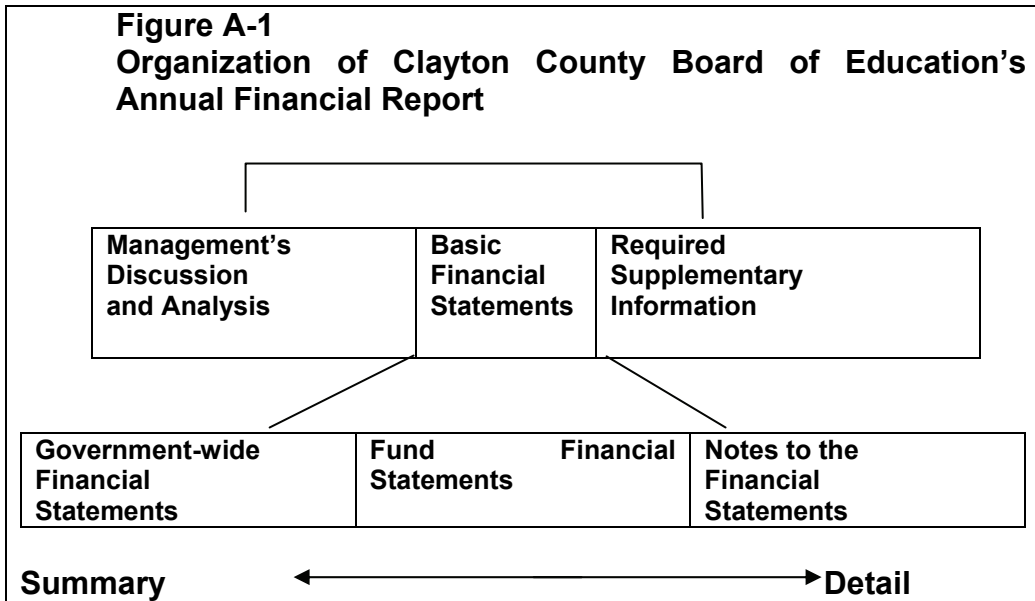 Figure A-1
Organization of Clayton County Board of Education’s
Annual Financial Report
Management’s
Discussion
and Analysis
Basic
Financial
Statements
Required
Supplementary
Information
Government-wide
Financial
Statements
Fund Financial
Statements
Notes to the
Financial
Statements
Summary Detail